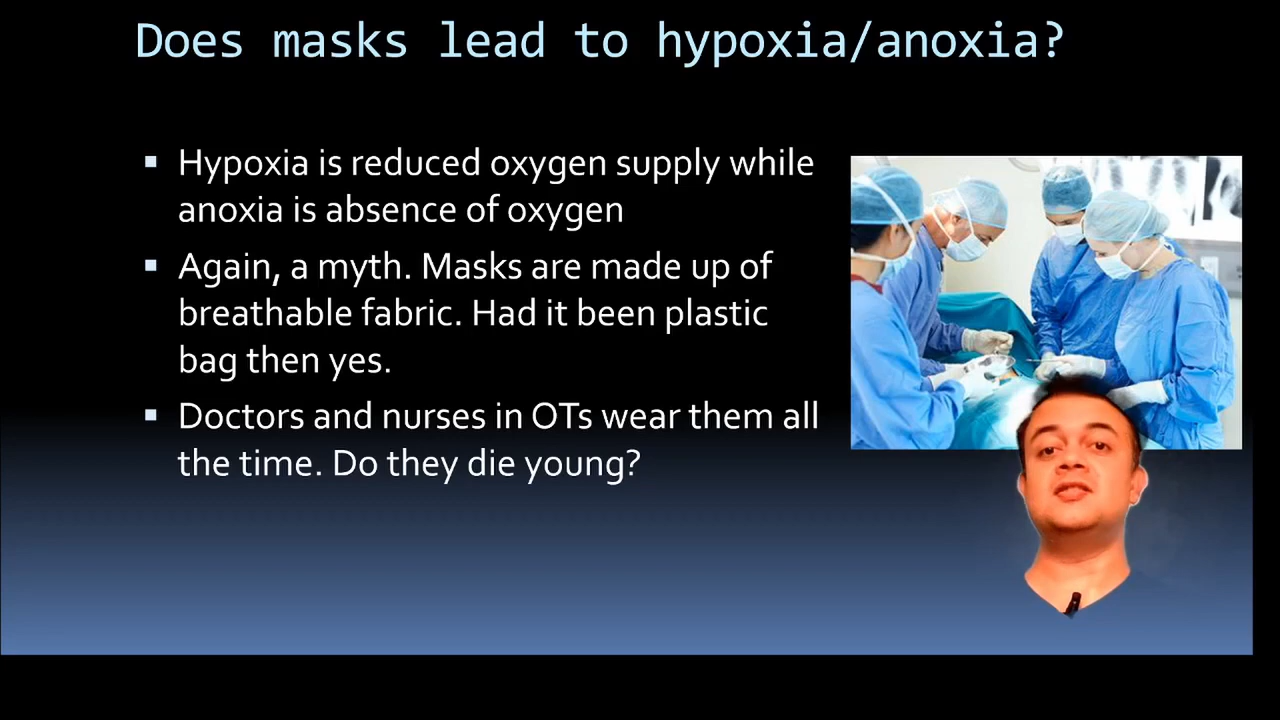 Does masks lead to hypoxia/anoxia?
Hypoxia is reduced oxygen supply while
anoxia is absence of oxygen
Again, a myth. Masks are made up of
breathable fabric. Had it been plastic
bag then yes.
Doctors and nurses in OTs wear them all
the time. Do they die young?